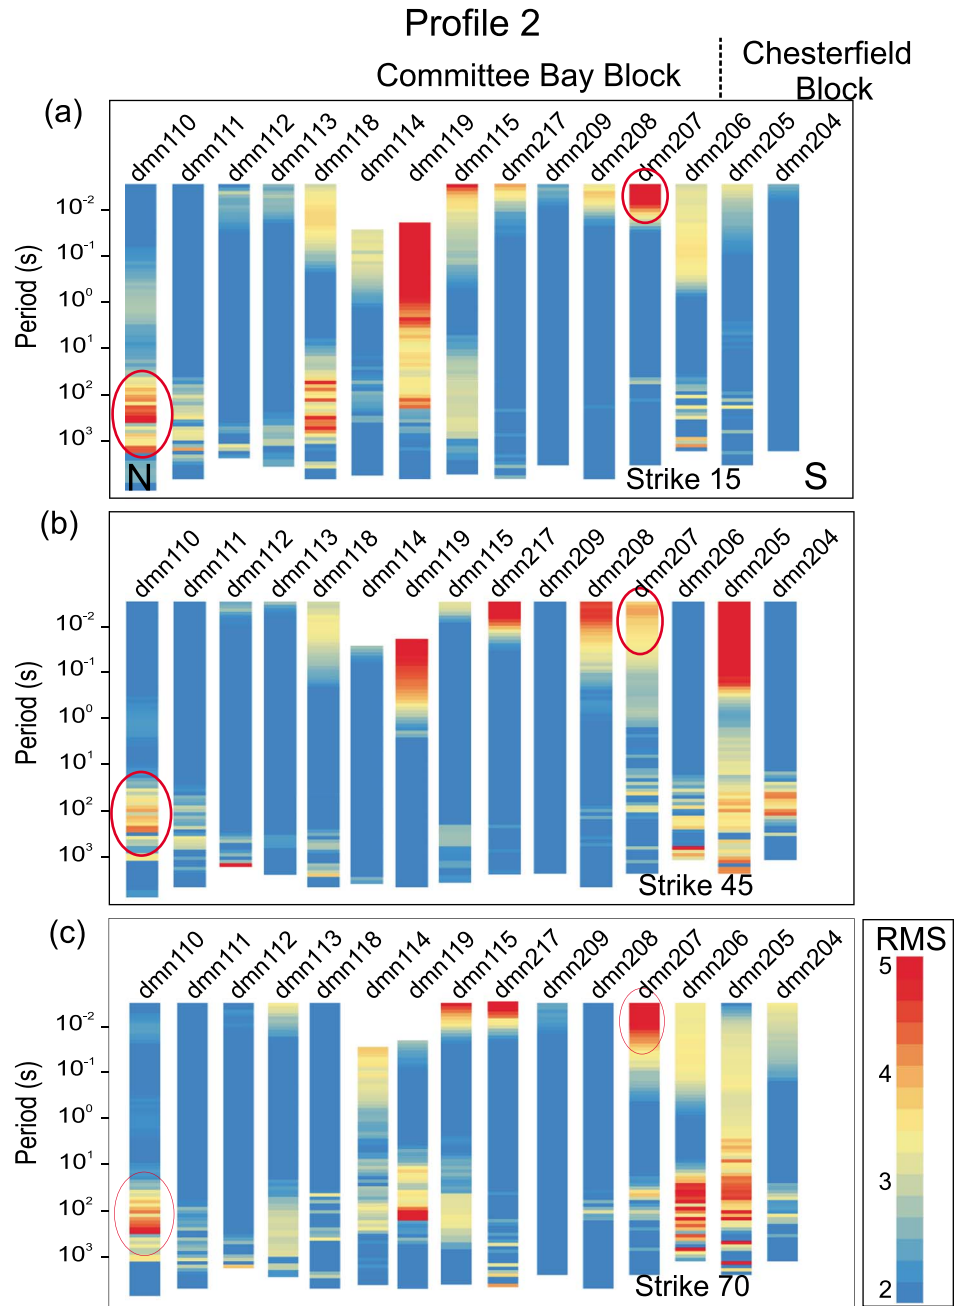 Profile 2
Committee Bay Block
Chesterfield
Block
(a)
dmn110 dmn111 dmn112 dmn113 dmn118 dmn114 dmn119 dmn115 dmn217 dmn209 dmn208 dmn207 dmn206 dmn205 dmn204
Period (s)
10-2
10-1
100
101
102
103
N
Strike 15
S
(b)
dmn110 dmn111 dmn112 dmn113 dmn118 dmn114 dmn119 dmn115 dmn217 dmn209 dmn208 dmn207 dmn206 dmn205 dmn204
Period (s)
10-2
10-1
100
101
102
103
Strike 45
(c)
dmn110 dmn111 dmn112 dmn113 dmn118 dmn114 dmn119 dmn115 dmn217 dmn209 dmn208 dmn207 dmn206 dmn205 dmn204
Period (s)
10-2
10-1
100
101
102
103
Strike 70
RMS
5
4
3
2